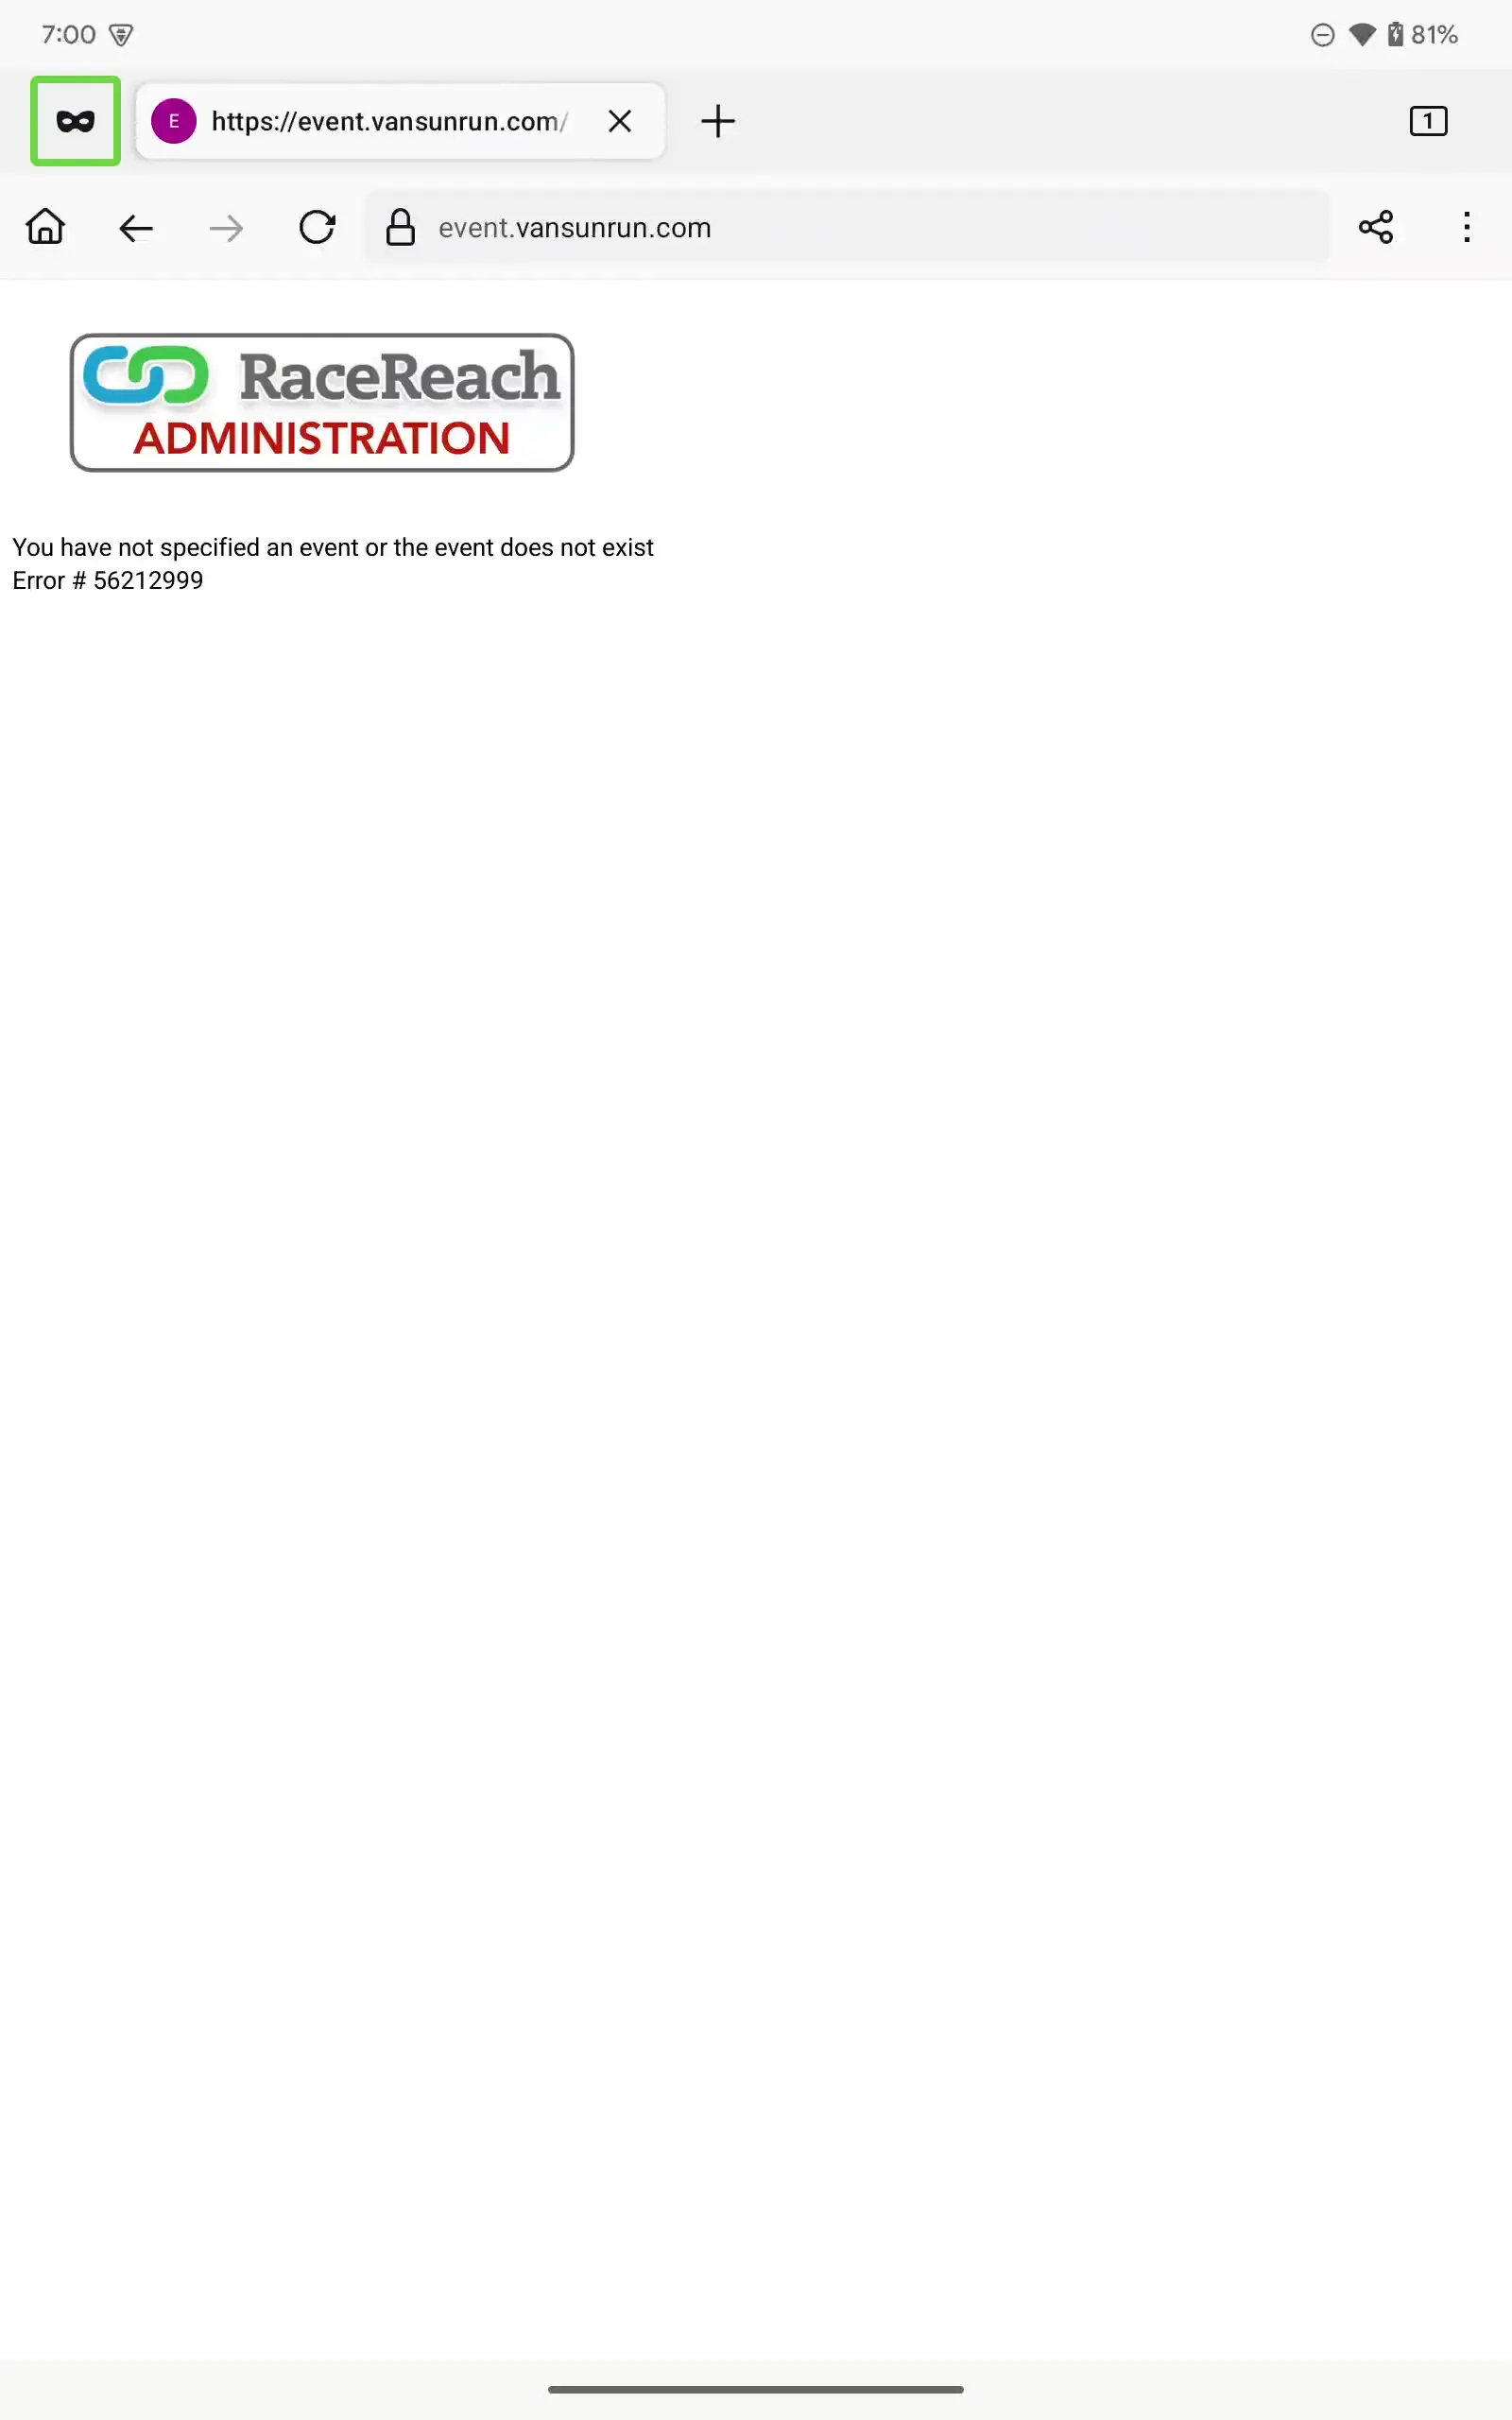 7:00
81%
E https://event.vansunrun.com/
1
event.vansunrun.com
RaceReach
ADMINISTRATION
You have not specified an event or the event does not exist
Error # 56212999